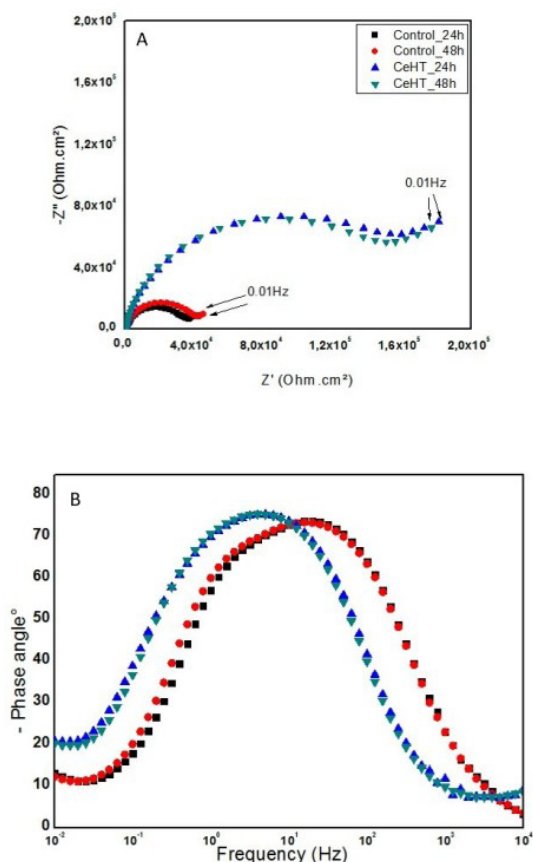 A
Control_24h
Control_48h
CeHT_24h
CeHT_48h
2,0x10⁵
1,6x10⁵
1,2x10⁵
8,0x10⁴
4,0x10⁴
0,0
-Z" (Ohm.cm²)
0.01Hz
0.01Hz
0,0 4,0x10⁴ 8,0x10⁴ 1,2x10⁵ 1,6x10⁵ 2,0x10⁵
Z' (Ohm.cm²)
B
80
70
60
50
40
30
20
10
0
- Phase angle°
10⁻² 10⁻¹ 10⁰ 10¹ 10² 10³ 10⁴
Frequency (Hz)